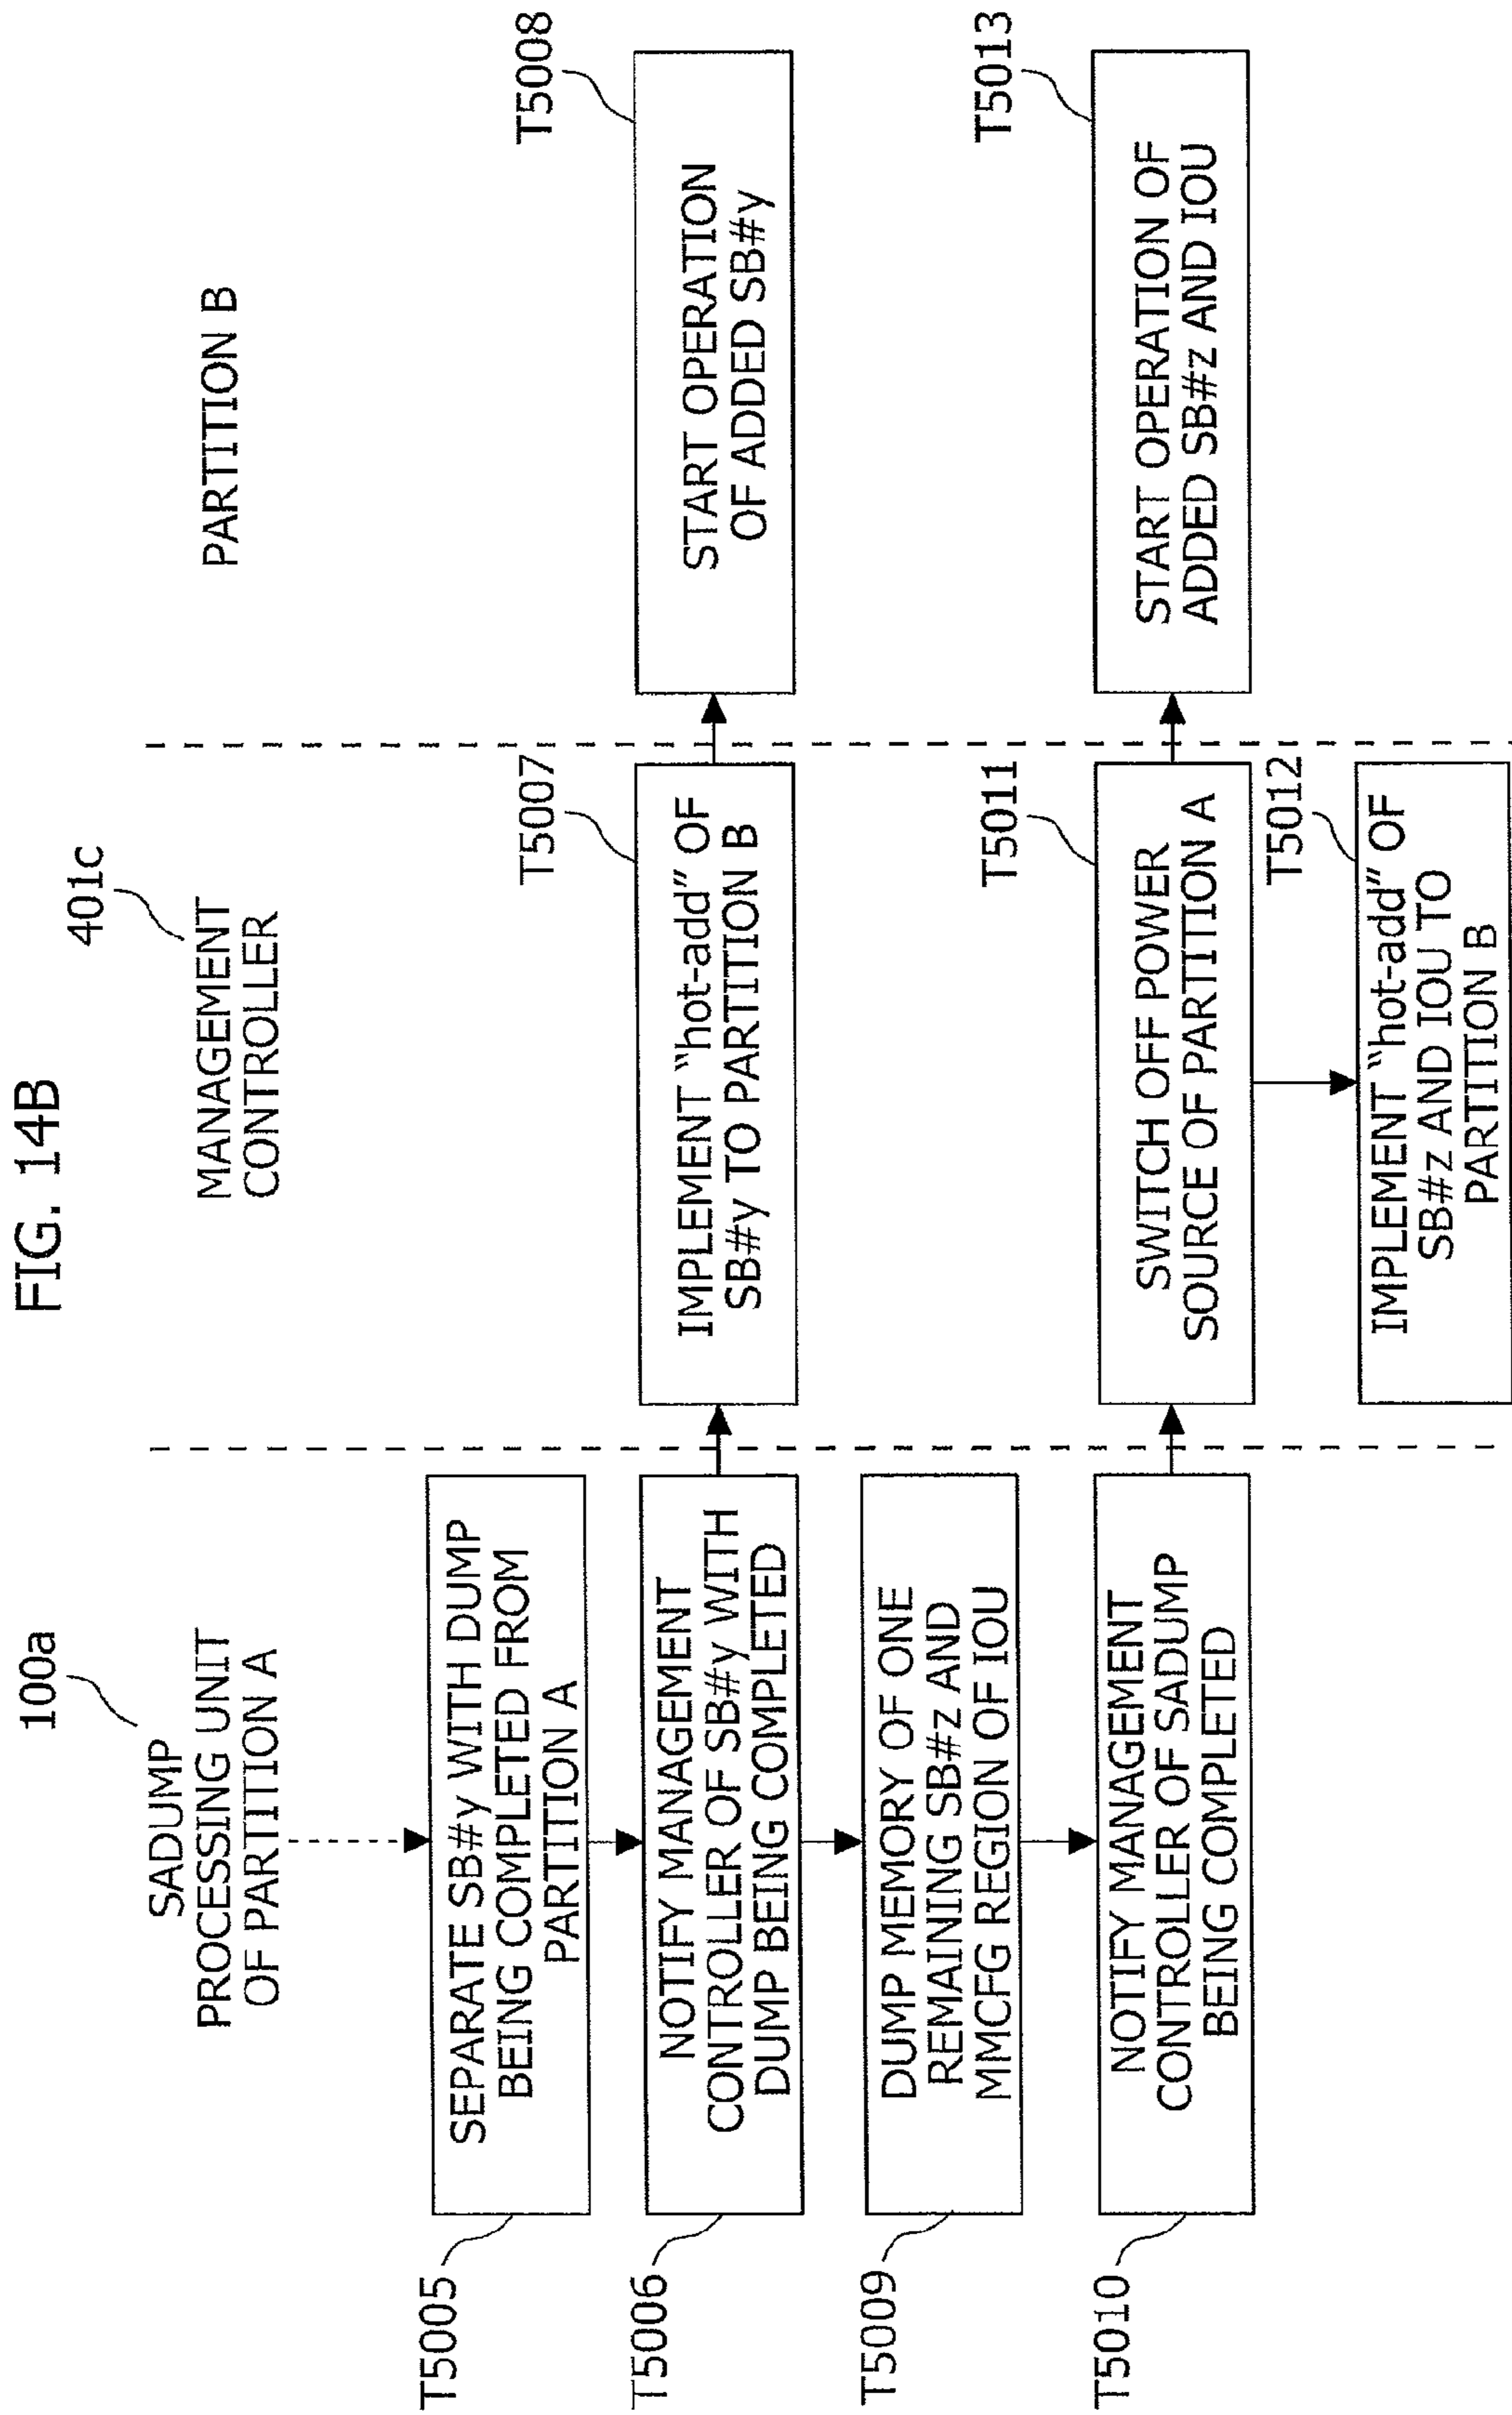 FIG. 14B
100a
SADUMP
PROCESSING UNIT
OF PARTITION A
401c
MANAGEMENT
CONTROLLER
PARTITION B
T5005
SEPARATE SB#y WITH DUMP
BEING COMPLETED FROM
PARTITION A
T5006
NOTIFY MANAGEMENT
CONTROLLER OF SB#y WITH
DUMP BEING COMPLETED
T5007
IMPLEMENT "hot-add" OF
SB#y TO PARTITION B
T5008
START OPERATION
OF ADDED SB#y
T5009
DUMP MEMORY OF ONE
REMAINING SB#z AND
MMCFG REGION OF IOU
T5010
NOTIFY MANAGEMENT
CONTROLLER OF SADUMP
BEING COMPLETED
T5011
SWITCH OFF POWER
SOURCE OF PARTITION A
T5012
IMPLEMENT "hot-add" OF
SB#z AND IOU TO
PARTITION B
T5013
START OPERATION OF
ADDED SB#z AND IOU